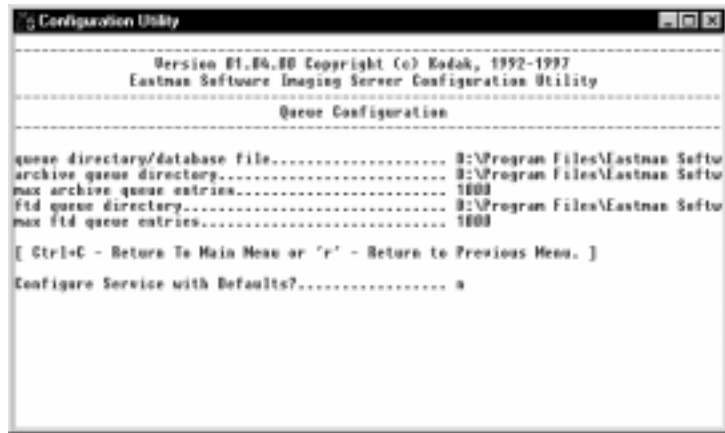 Configuration Utility
Version 01.04.00 Copyright (c) Kodak, 1992-1997
Eastman Software Imaging Server Configuration Utility
Queue Configuration
queue directory/database file...................... D:\Program Files\Eastman Softw
archive queue directory............................ D:\Program Files\Eastman Softw
max archive queue entries.......................... 1000
ftd queue directory................................ D:\Program Files\Eastman Softw
max ftd queue entries.............................. 1000
[ Ctrl+C - Return To Main Menu or 'r' - Return to Previous Menu. ]
Configure Service with Defaults?................. n